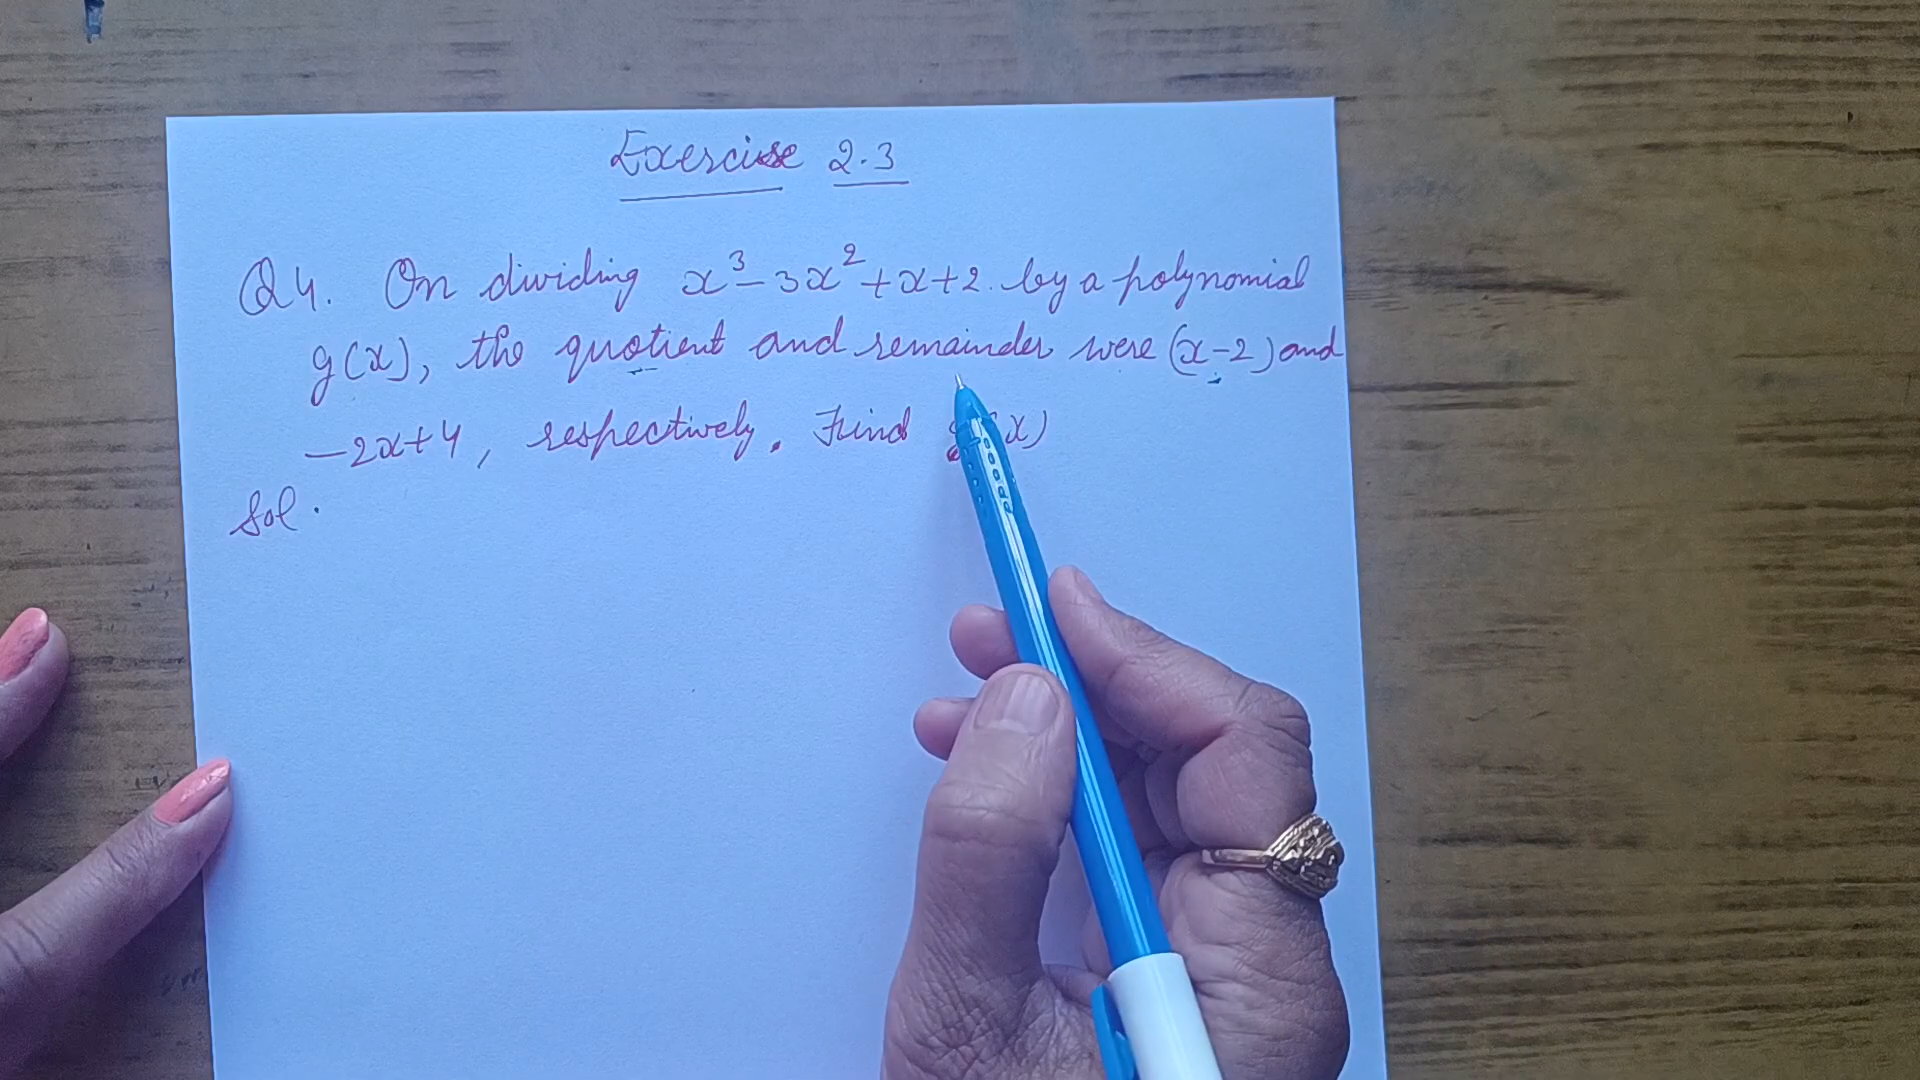 Exercise 2.3
Q4. On dividing x³-3x²+x+2 by a polynomial
g(x), the quotient and remainder were (x-2) and
-2x+4, respectively. Find g(x)
Sol.